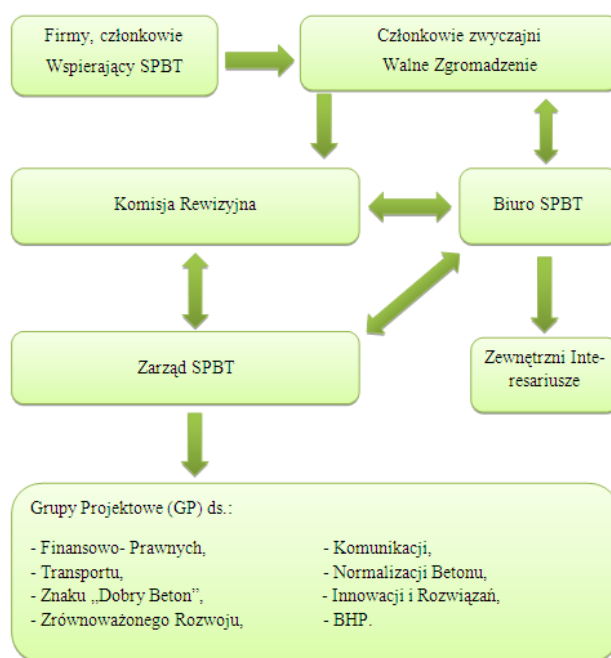 Firmy, członkowie
Wspierający SPBT
Członkowie zwyczajni
Walne Zgromadzenie
Komisja Rewizyjna
Biuro SPBT
Zarząd SPBT
Zewnętrzni Inte-
resariusze
Grupy Projektowe (GP) ds.:
- Finansowo- Prawnych,
- Transportu,
- Znaku „Dobry Beton”,
- Zrównoważonego Rozwoju,
- Komunikacji,
- Normalizacji Betonu,
- Innowacji i Rozwiązań,
- BHP.